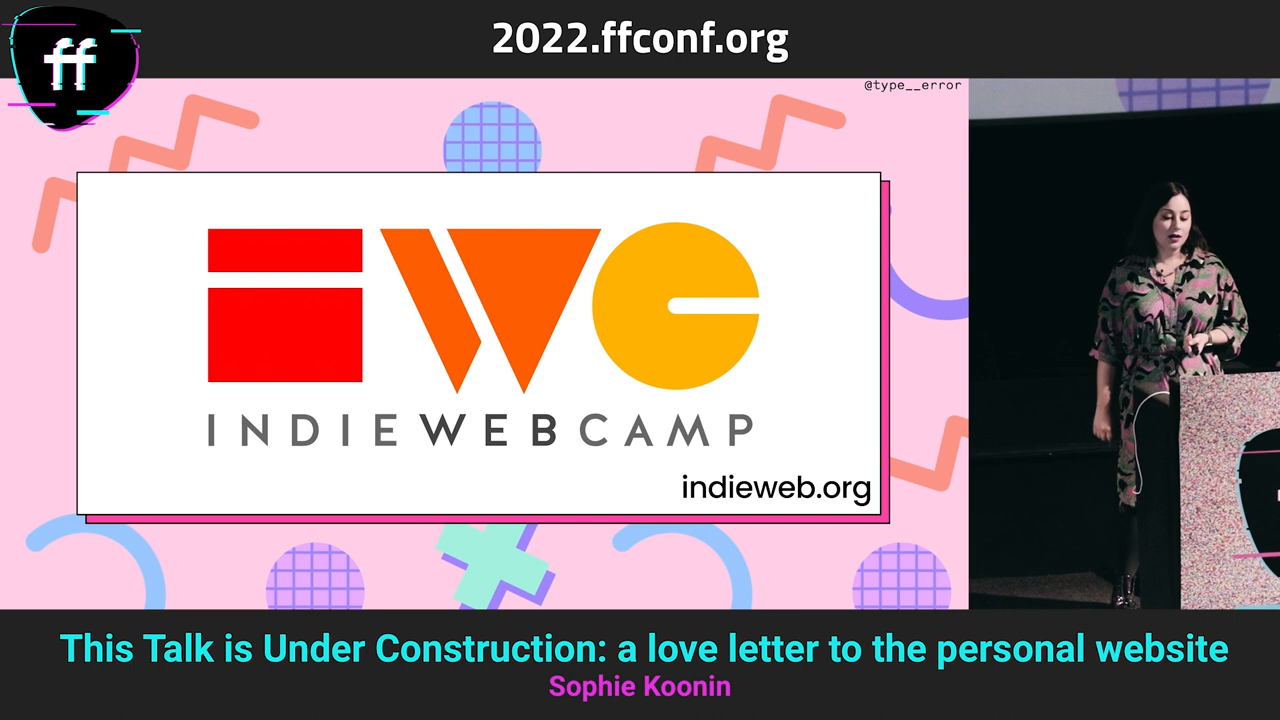 2022.ffconf.org
ff
@type__error
IWC
INDIEWEBCAMP
indieweb.org
This Talk is Under Construction: a love letter to the personal website
Sophie Koonin